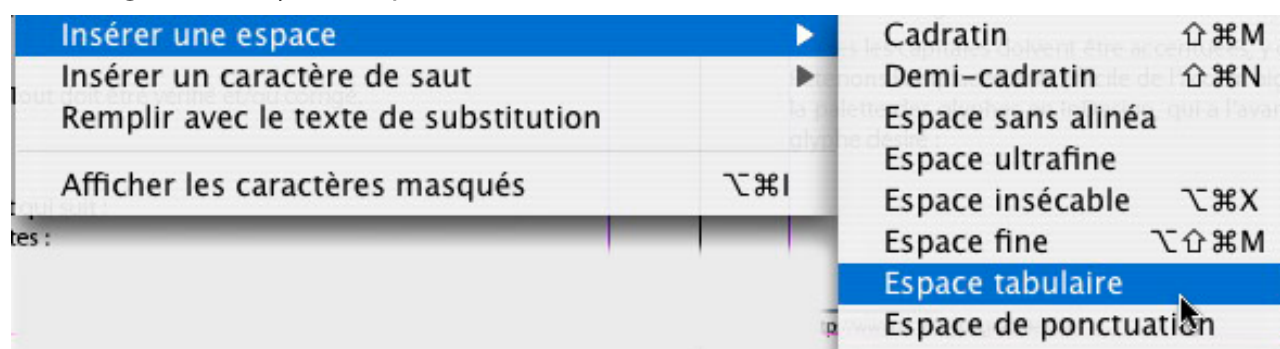 Insérer une espace
Insérer un caractère de saut
Remplir avec le texte de substitution
Afficher les caractères masqués ⌥⌘I
tes :
Cadratin ⇧⌘M
Demi-cadratin ⇧⌘N
Espace sans alinéa
Espace ultrafine
Espace insécable ⌥⌘X
Espace fine ⌥⇧⌘M
Espace tabulaire
Espace de ponctuation